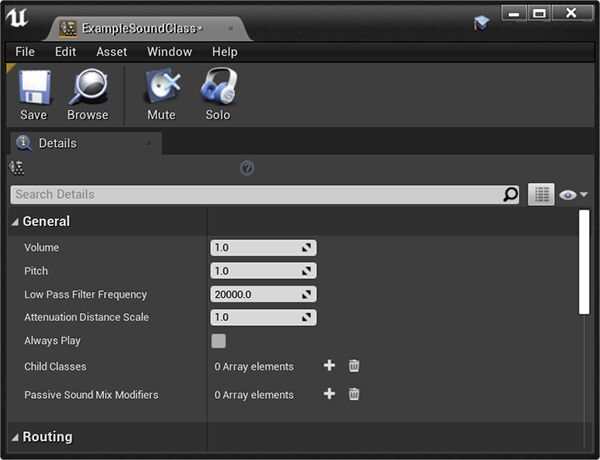 ExampleSoundClass*
File Edit Asset Window Help
Save Browse Mute Solo
Details
Search Details
General
Volume 1.0
Pitch 1.0
Low Pass Filter Frequency 20000.0
Attenuation Distance Scale 1.0
Always Play
Child Classes 0 Array elements
Passive Sound Mix Modifiers 0 Array elements
Routing